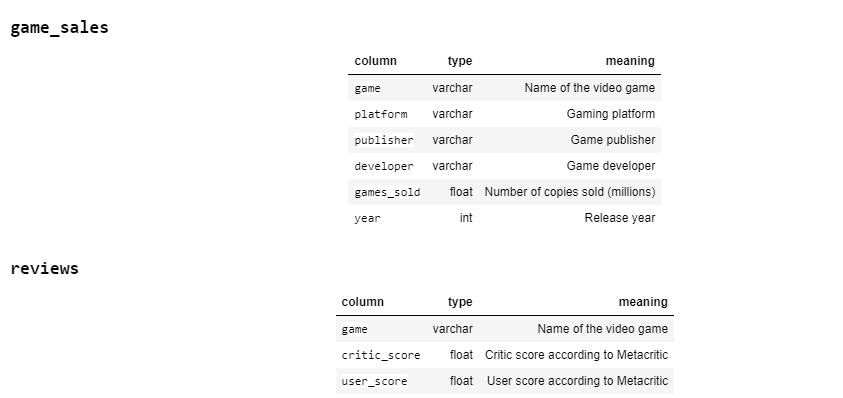 game_sales
column type meaning
game varchar Name of the video game
platform varchar Gaming platform
publisher varchar Game publisher
developer varchar Game developer
games_sold float Number of copies sold (millions)
year int Release year
reviews
column type meaning
game varchar Name of the video game
critic_score float Critic score according to Metacritic
user_score float User score according to Metacritic